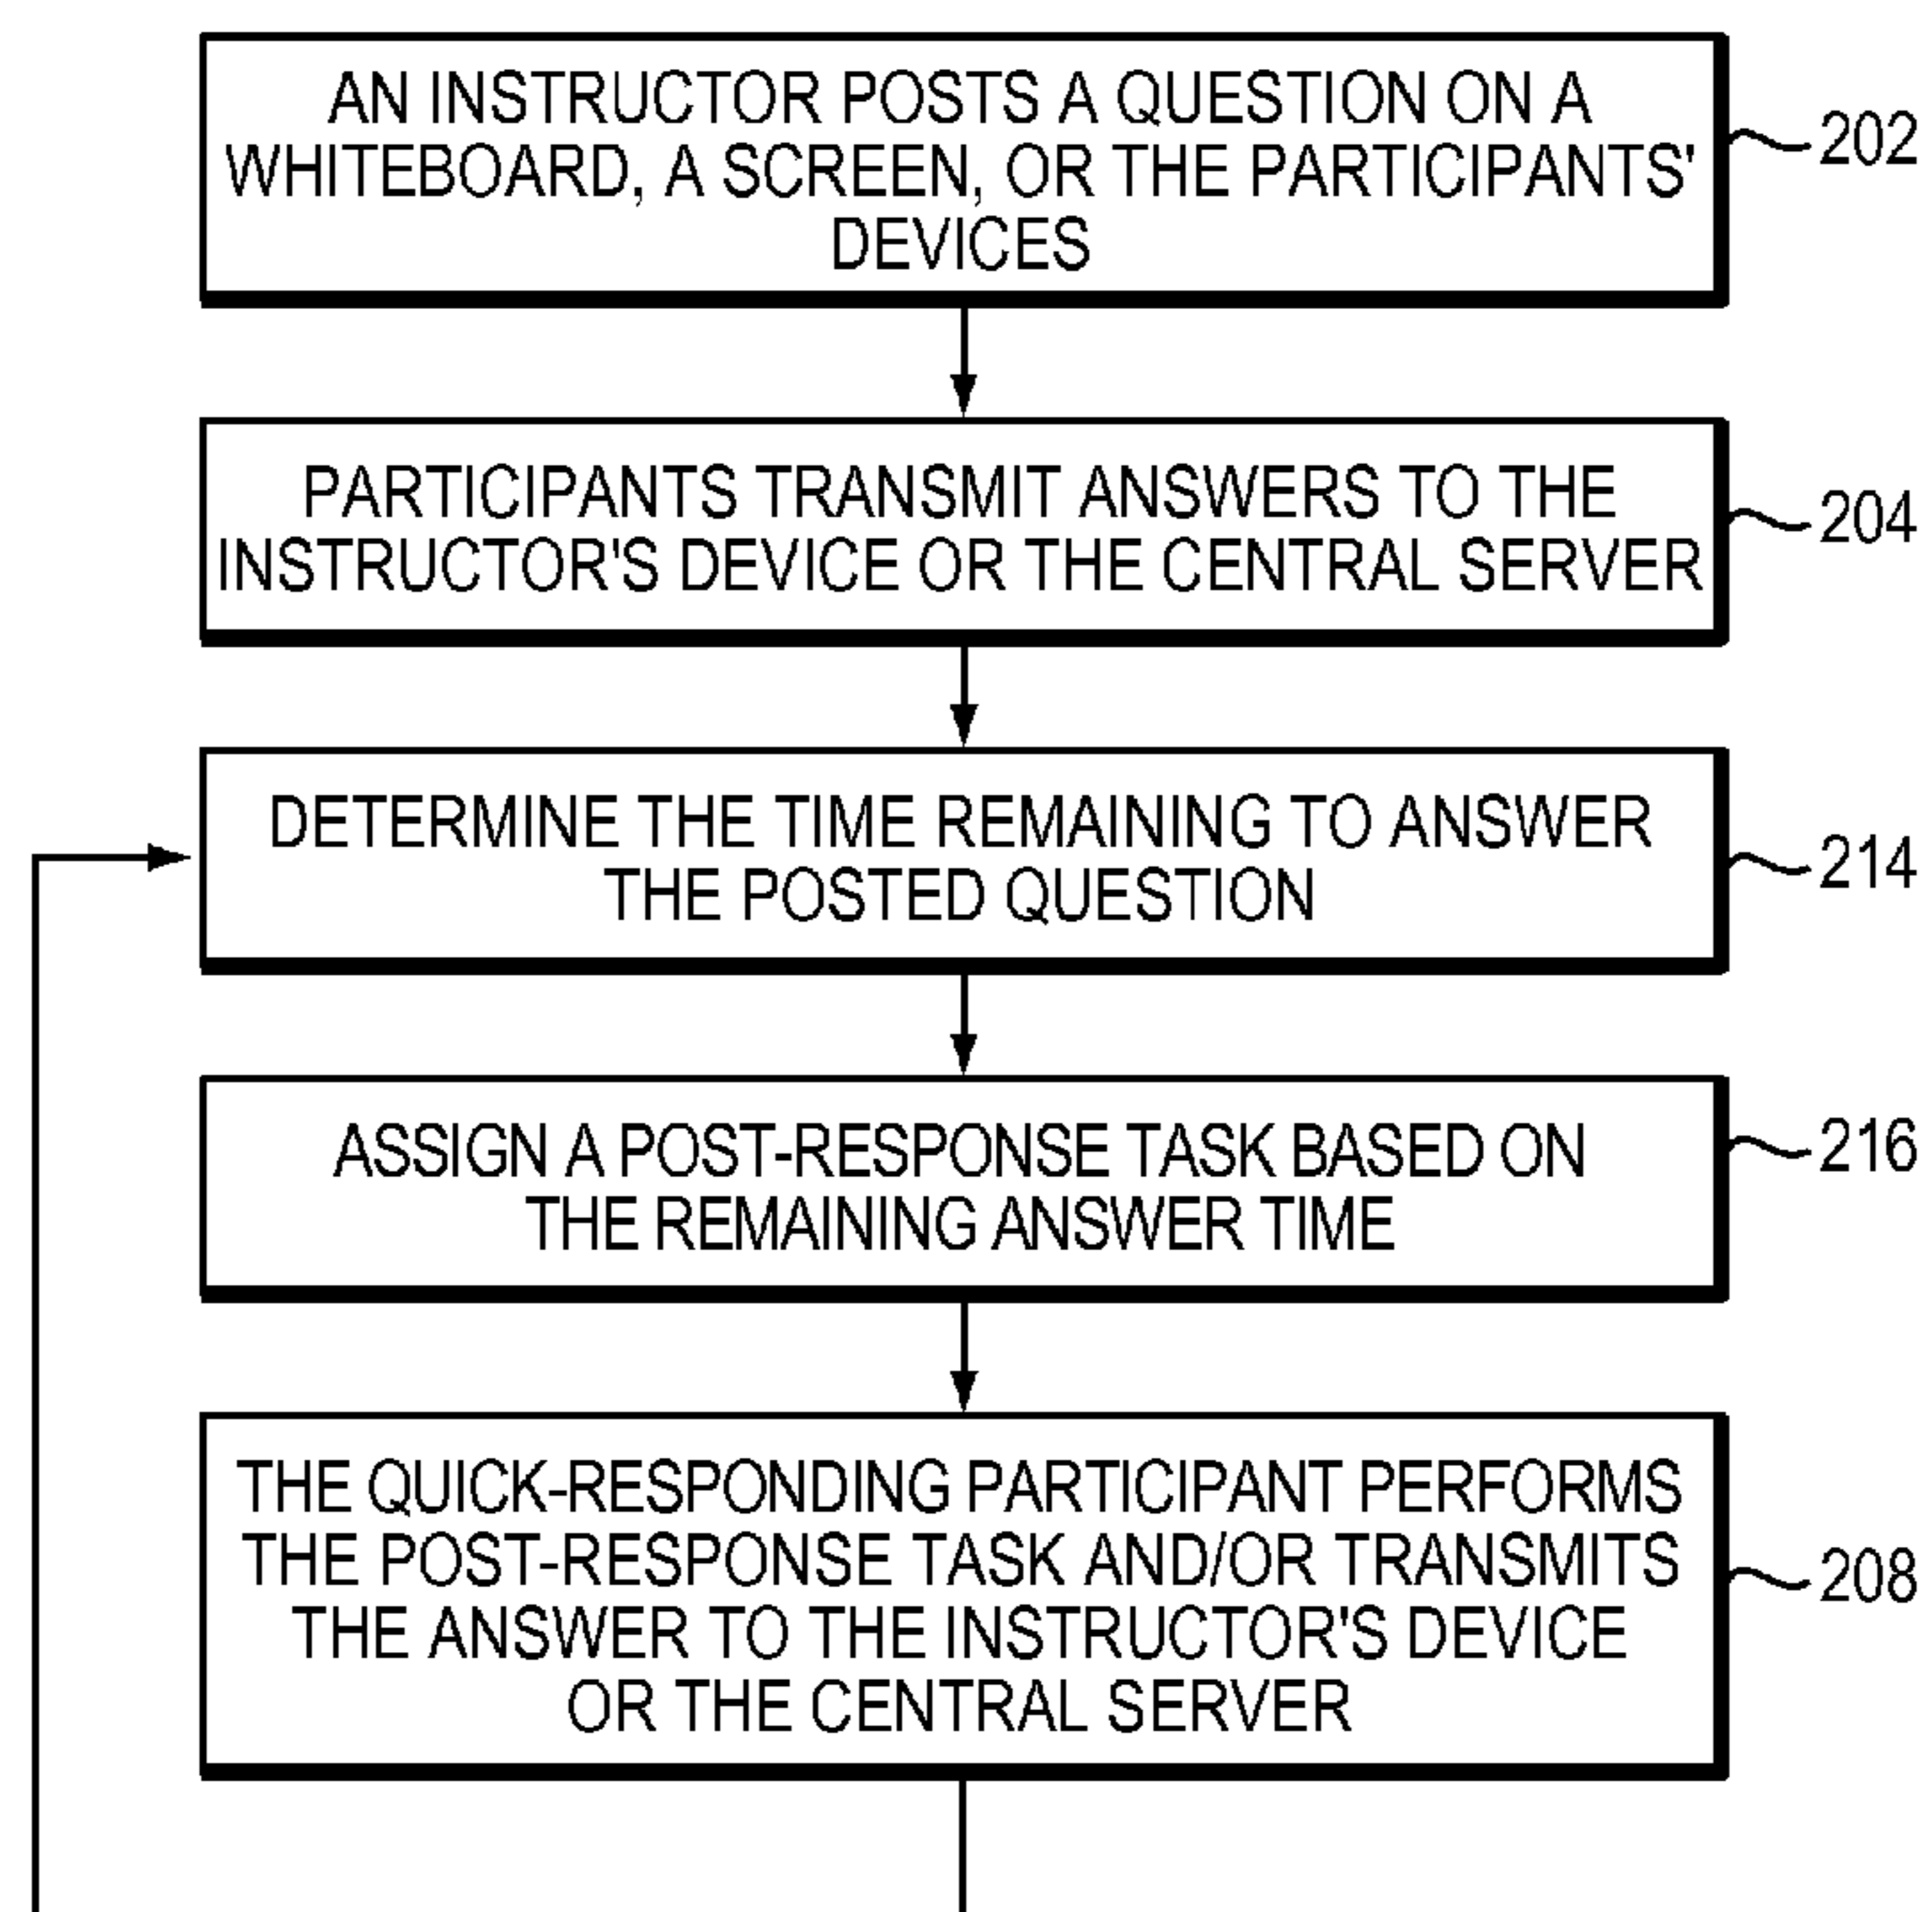 AN INSTRUCTOR POSTS A QUESTION ON A
WHITEBOARD, A SCREEN, OR THE PARTICIPANTS'
DEVICES
202
PARTICIPANTS TRANSMIT ANSWERS TO THE
INSTRUCTOR'S DEVICE OR THE CENTRAL SERVER
204
DETERMINE THE TIME REMAINING TO ANSWER
THE POSTED QUESTION
214
ASSIGN A POST-RESPONSE TASK BASED ON
THE REMAINING ANSWER TIME
216
THE QUICK-RESPONDING PARTICIPANT PERFORMS
THE POST-RESPONSE TASK AND/OR TRANSMITS
THE ANSWER TO THE INSTRUCTOR'S DEVICE
OR THE CENTRAL SERVER
208